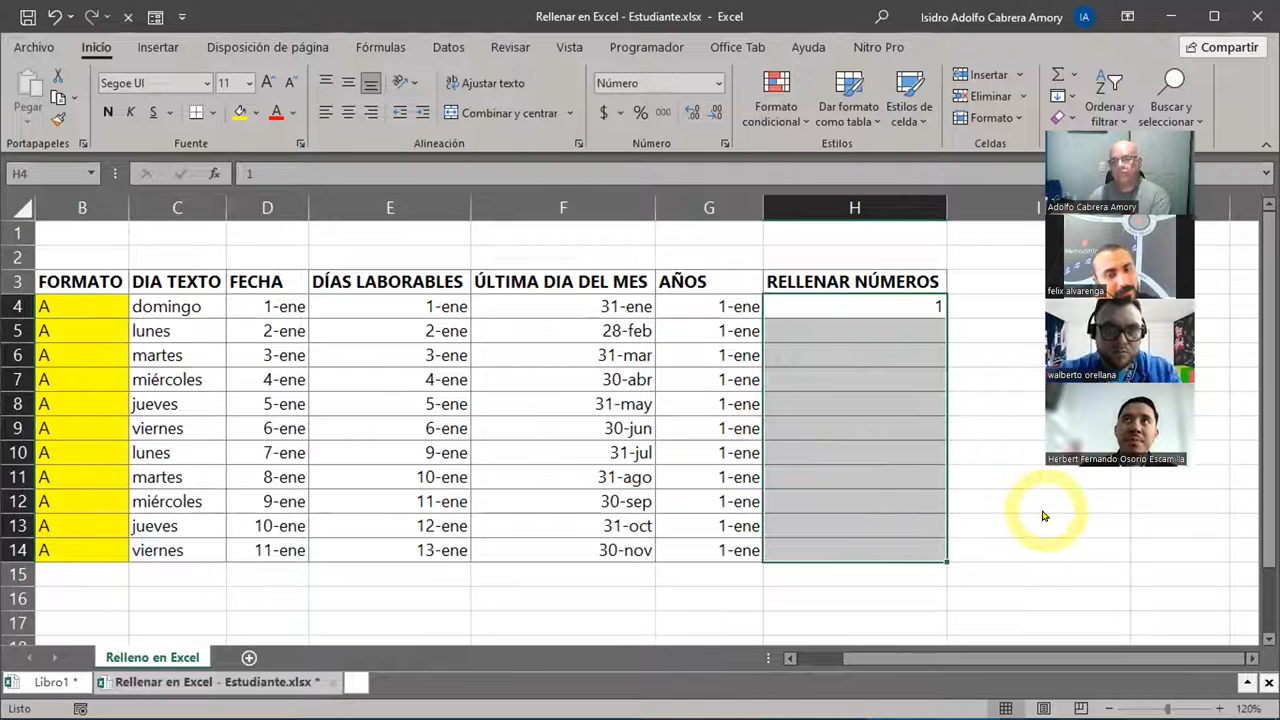 Rellenar en Excel - Estudiante.xlsx - Excel
Isidro Adolfo Cabrera Amory
IA
Archivo Inicio Insertar Disposición de página Fórmulas Datos Revisar Vista Programador Office Tab Ayuda Nitro Pro
Compartir
Pegar
Segoe UI 11
N K S
Ajustar texto
Combinar y centrar
Número
$ % 000
Formato condicional
Dar formato como tabla
Estilos de celda
Insertar
Eliminar
Formato
Ordenar y filtrar
Buscar y seleccionar
Portapapeles Fuente Alineación Número Estilos Celdas
H4 fx 1
B C D E F G H
1
2
3 FORMATO DIA TEXTO FECHA DÍAS LABORABLES ÚLTIMA DIA DEL MES AÑOS RELLENAR NÚMEROS
4 A domingo 1-ene 1-ene 31-ene 1-ene 1
5 A lunes 2-ene 2-ene 28-feb 1-ene
6 A martes 3-ene 3-ene 31-mar 1-ene
7 A miércoles 4-ene 4-ene 30-abr 1-ene
8 A jueves 5-ene 5-ene 31-may 1-ene
9 A viernes 6-ene 6-ene 30-jun 1-ene
10 A lunes 7-ene 9-ene 31-jul 1-ene
11 A martes 8-ene 10-ene 31-ago 1-ene
12 A miércoles 9-ene 11-ene 30-sep 1-ene
13 A jueves 10-ene 12-ene 31-oct 1-ene
14 A viernes 11-ene 13-ene 30-nov 1-ene
15
16
17
Adolfo Cabrera Amory
felix alvarenga
walberto orellana
Herbert Fernando Osorio Escamilla
Relleno en Excel
Libro1 *
Rellenar en Excel - Estudiante.xlsx *
Listo
120%